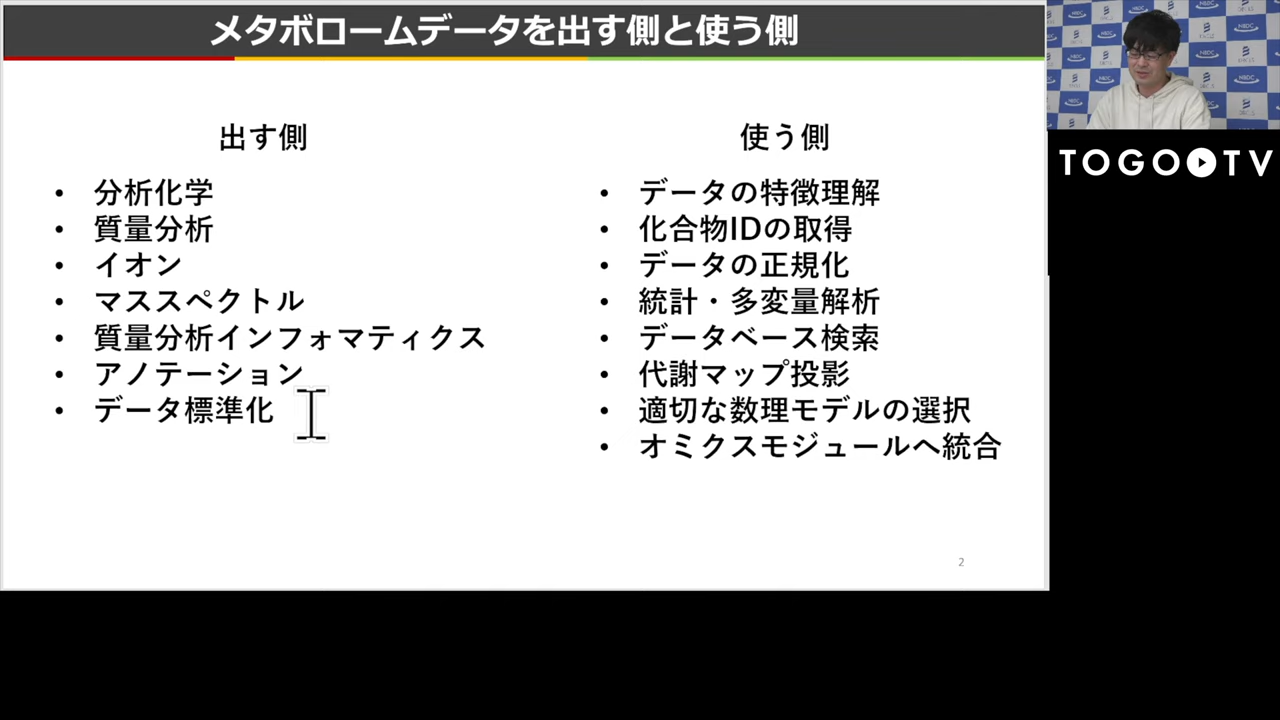 メタボロームデータを出す側と使う側
出す側
• 分析化学
• 質量分析
• イオン
• マススペクトル
• 質量分析インフォマティクス
• アノテーション
• データ標準化
使う側
• データの特徴理解
• 化合物IDの取得
• データの正規化
• 統計・多変量解析
• データベース検索
• 代謝マップ投影
• 適切な数理モデルの選択
• オミクスモジュールへ統合
2
NBDC
TOGO TV